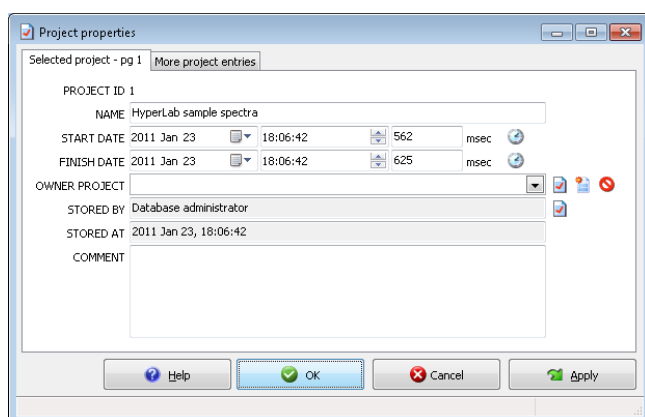 Project properties
Selected project - pg 1 More project entries
PROJECT ID 1
NAME HyperLab sample spectra
START DATE 2011 Jan 23 18:06:42 562 msec
FINISH DATE 2011 Jan 23 18:06:42 625 msec
OWNER PROJECT
STORED BY Database administrator
STORED AT 2011 Jan 23, 18:06:42
COMMENT
Help OK Cancel Apply